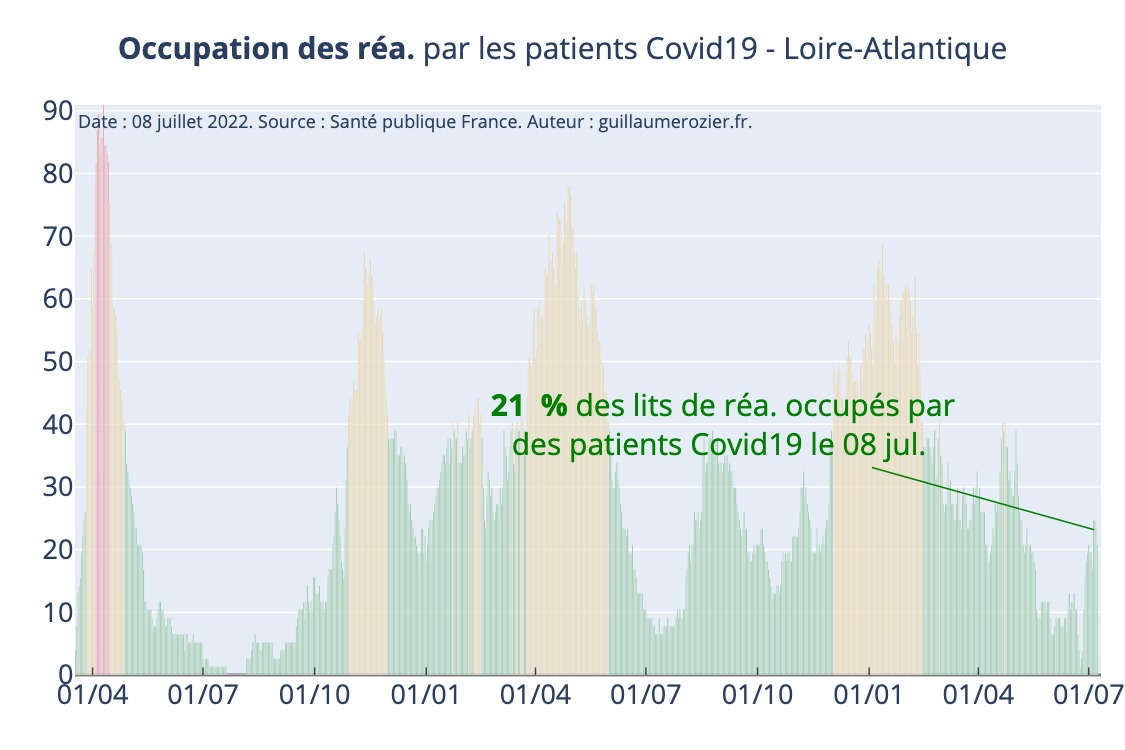 Occupation des réa. par les patients Covid19 - Loire-Atlantique
90
Date : 08 juillet 2022. Source : Santé publique France. Auteur : guillaumerozier.fr.
80
70
60
50
21 % des lits de réa. occupés par
40
des patients Covid19 le 08 jul.
30
20
10
0
01/04 01/07 01/10 01/01 01/04 01/07 01/10 01/01 01/04 01/07